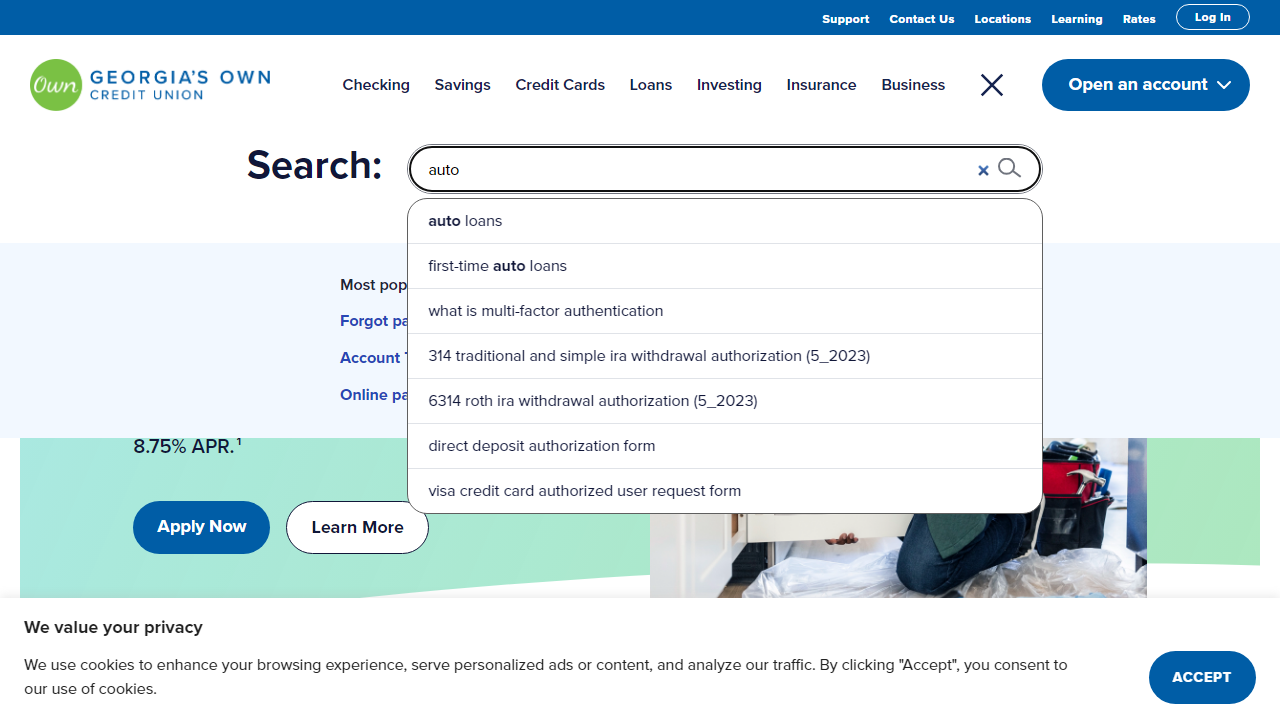 Support Contact Us Locations Learning Rates Log In
Own GEORGIA'S OWN
CREDIT UNION
Checking Savings Credit Cards Loans Investing Insurance Business
Open an account
Search:
auto
auto loans
first-time auto loans
what is multi-factor authentication
314 traditional and simple ira withdrawal authorization (5_2023)
6314 roth ira withdrawal authorization (5_2023)
direct deposit authorization form
visa credit card authorized user request form
Most pop
Forgot pa
Account
Online pa
8.75% APR.¹
Apply Now Learn More
We value your privacy
We use cookies to enhance your browsing experience, serve personalized ads or content, and analyze our traffic. By clicking "Accept", you consent to
our use of cookies.
ACCEPT